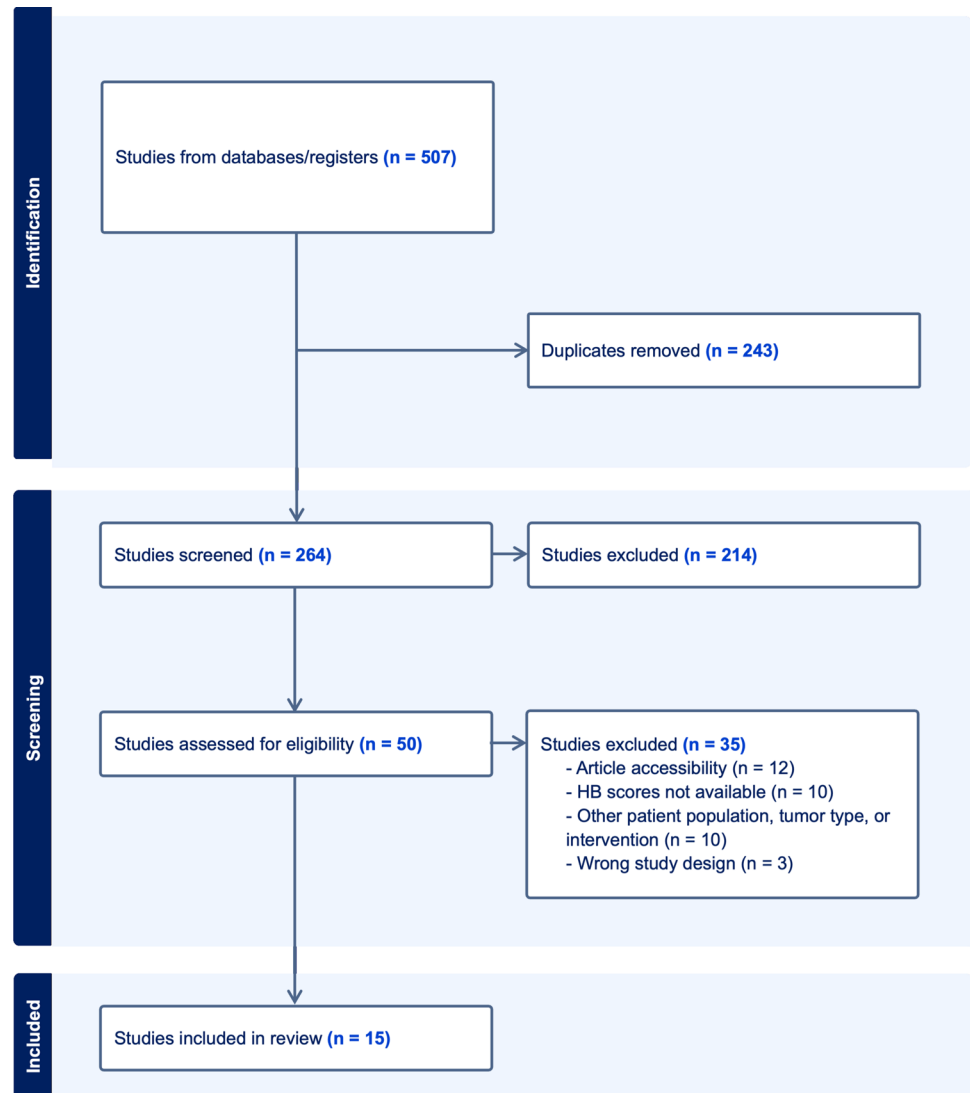 Identification
Studies from databases/registers (n = 507)
Duplicates removed (n = 243)
Screening
Studies screened (n = 264)
Studies excluded (n = 214)
Studies assessed for eligibility (n = 50)
Studies excluded (n = 35)
- Article accessibility (n = 12)
- HB scores not available (n = 10)
- Other patient population, tumor type, or
intervention (n = 10)
- Wrong study design (n = 3)
Included
Studies included in review (n = 15)